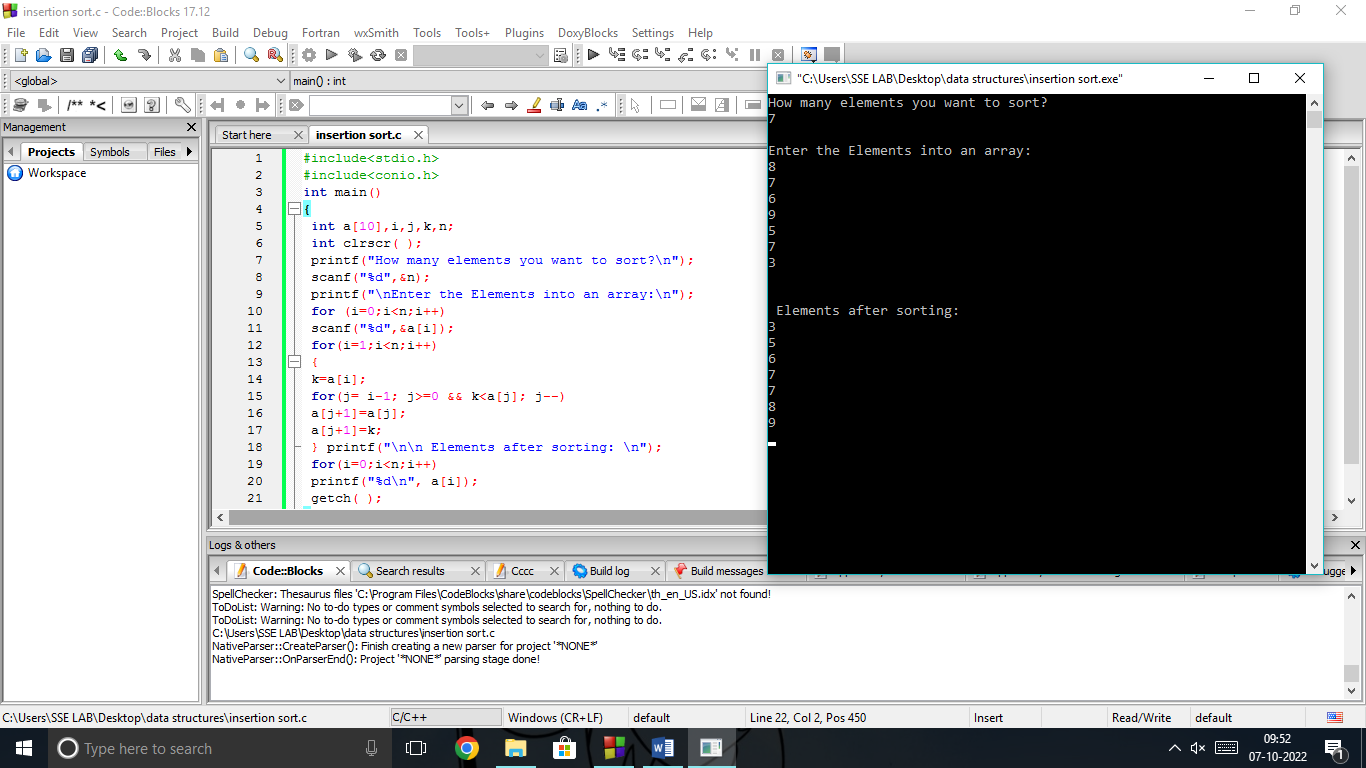 insertion sort.c - Code::Blocks 17.12
File Edit View Search Project Build Debug Fortran wxSmith Tools Tools+ Plugins DoxyBlocks Settings Help
<global> main() : int
/** *<
Aa .*
Management
Projects Symbols Files
Workspace
Start here insertion sort.c
1 #include<stdio.h>
2 #include<conio.h>
3 int main()
4 {
5 int a[10],i,j,k,n;
6 int clrscr( );
7 printf("How many elements you want to sort?\n");
8 scanf("%d",&n);
9 printf("\nEnter the Elements into an array:\n");
10 for (i=0;i<n;i++)
11 scanf("%d",&a[i]);
12 for(i=1;i<n;i++)
13 {
14 k=a[i];
15 for(j= i-1; j>=0 && k<a[j]; j--)
16 a[j+1]=a[j];
17 a[j+1]=k;
18 } printf("\n\n Elements after sorting: \n");
19 for(i=0;i<n;i++)
20 printf("%d\n", a[i]);
21 getch( );
"C:\Users\SSE LAB\Desktop\data structures\insertion sort.exe"
How many elements you want to sort?
7
Enter the Elements into an array:
8
7
6
9
5
7
3
Elements after sorting:
3
5
6
7
7
8
9
Logs & others
Code::Blocks Search results Cccc Build log Build messages
SpellChecker: Thesaurus files 'C:\Program Files\CodeBlocks\share\codeblocks\SpellChecker\th_en_US.idx' not found!
ToDoList: Warning: No to-do types or comment symbols selected to search for, nothing to do.
ToDoList: Warning: No to-do types or comment symbols selected to search for, nothing to do.
C:\Users\SSE LAB\Desktop\data structures\insertion sort.c
NativeParser::CreateParser(): Finish creating a new parser for project '*NONE*'
NativeParser::OnParserEnd(): Project '*NONE*' parsing stage done!
C:\Users\SSE LAB\Desktop\data structures\insertion sort.c C/C++ Windows (CR+LF) default Line 22, Col 2, Pos 450 Insert Read/Write default
Type here to search
09:52
07-10-2022
1